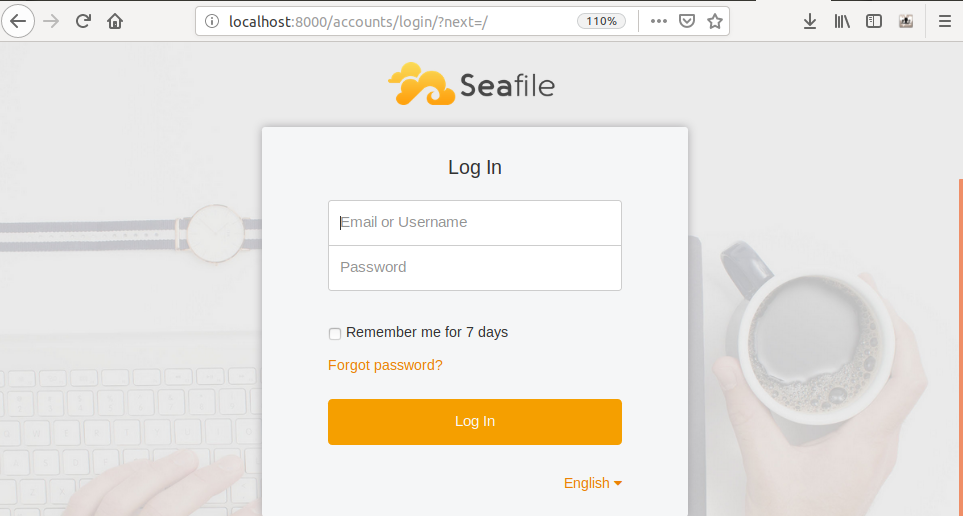 localhost:8000/accounts/login/?next=/
110%
Seafile
Log In
Email or Username
Password
Remember me for 7 days
Forgot password?
Log In
English